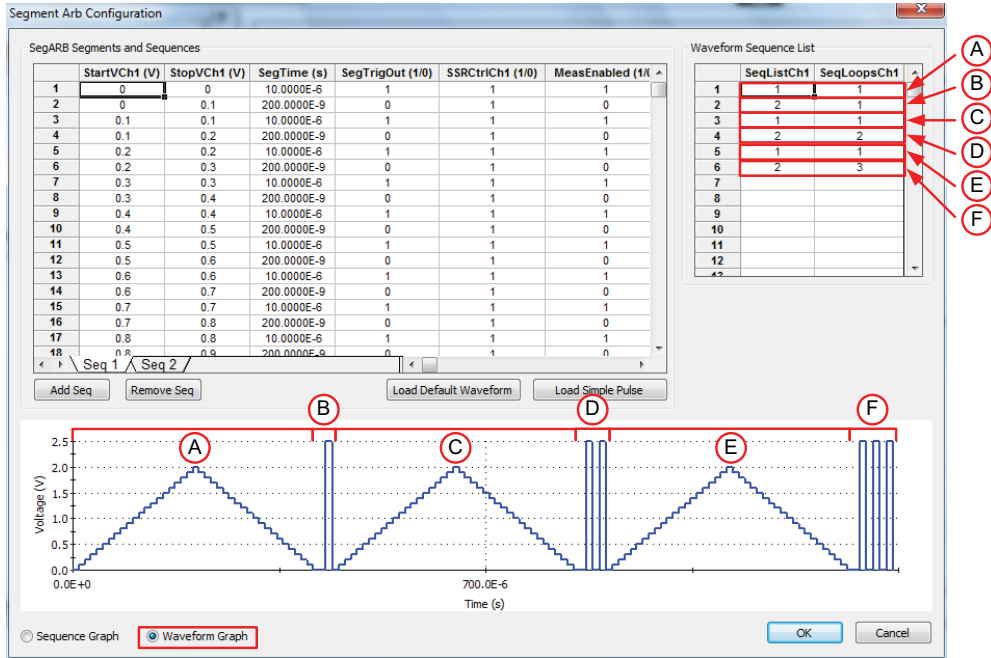 Segment Arb Configuration
SegARB Segments and Sequences
StartVCh1 (V) StopVCh1 (V) SegTime (s) SegTrigOut (1/0) SSRCtrlCh1 (1/0) MeasEnabled (1/(
1 0 0 10.0000E-6 1 1 1
2 0 0.1 200.0000E-9 0 1 0
3 0.1 0.1 10.0000E-6 1 1 1
4 0.1 0.2 200.0000E-9 0 1 0
5 0.2 0.2 10.0000E-6 1 1 1
6 0.2 0.3 200.0000E-9 0 1 0
7 0.3 0.3 10.0000E-6 1 1 1
8 0.3 0.4 200.0000E-9 0 1 0
9 0.4 0.4 10.0000E-6 1 1 1
10 0.4 0.5 200.0000E-9 0 1 0
11 0.5 0.5 10.0000E-6 1 1 1
12 0.5 0.6 200.0000E-9 0 1 0
13 0.6 0.6 10.0000E-6 1 1 1
14 0.6 0.7 200.0000E-9 0 1 0
15 0.7 0.7 10.0000E-6 1 1 1
16 0.7 0.8 200.0000E-9 0 1 0
17 0.8 0.8 10.0000E-6 1 1 1
18 0.8 0.9 200.0000E-9 0 1 0
Seq 1 Seq 2
Add Seq Remove Seq Load Default Waveform Load Simple Pulse
Waveform Sequence List
SeqListCh1 SeqLoopsCh1
1 1 1
2 2 1
3 1 1
4 2 2
5 1 1
6 2 3
7
8
9
10
11
12
A
B
C
D
E
F
B D F
A C E
2.5
2.0
1.5
1.0
0.5
0.0
Voltage (V)
0.0E+0 700.0E-6
Time (s)
Sequence Graph Waveform Graph OK Cancel